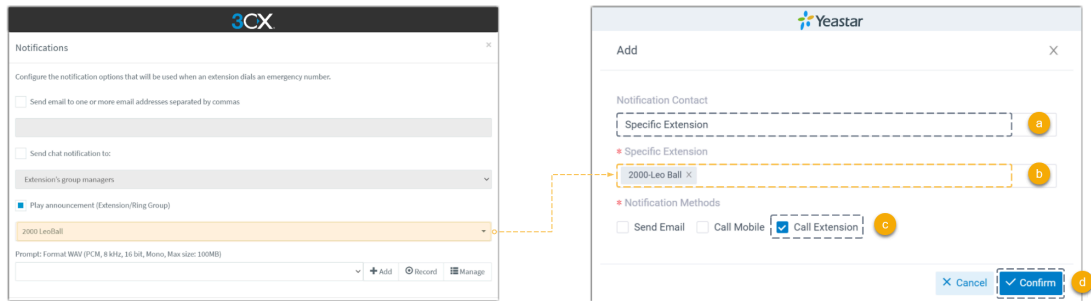 3CX
Notifications
×
Configure the notification options that will be used when an extension dials an emergency number.
Send email to one or more email addresses separated by commas
Send chat notification to:
Extension's group managers
Play announcement (Extension/Ring Group)
2000 LeoBall
Prompt: Format WAV (PCM, 8 kHz, 16 bit, Mono, Max size: 100MB)
+ Add Record Manage
Yeastar
Add ×
Notification Contact
Specific Extension a
* Specific Extension
2000-Leo Ball × b
* Notification Methods
Send Email Call Mobile Call Extension c
× Cancel Confirm d